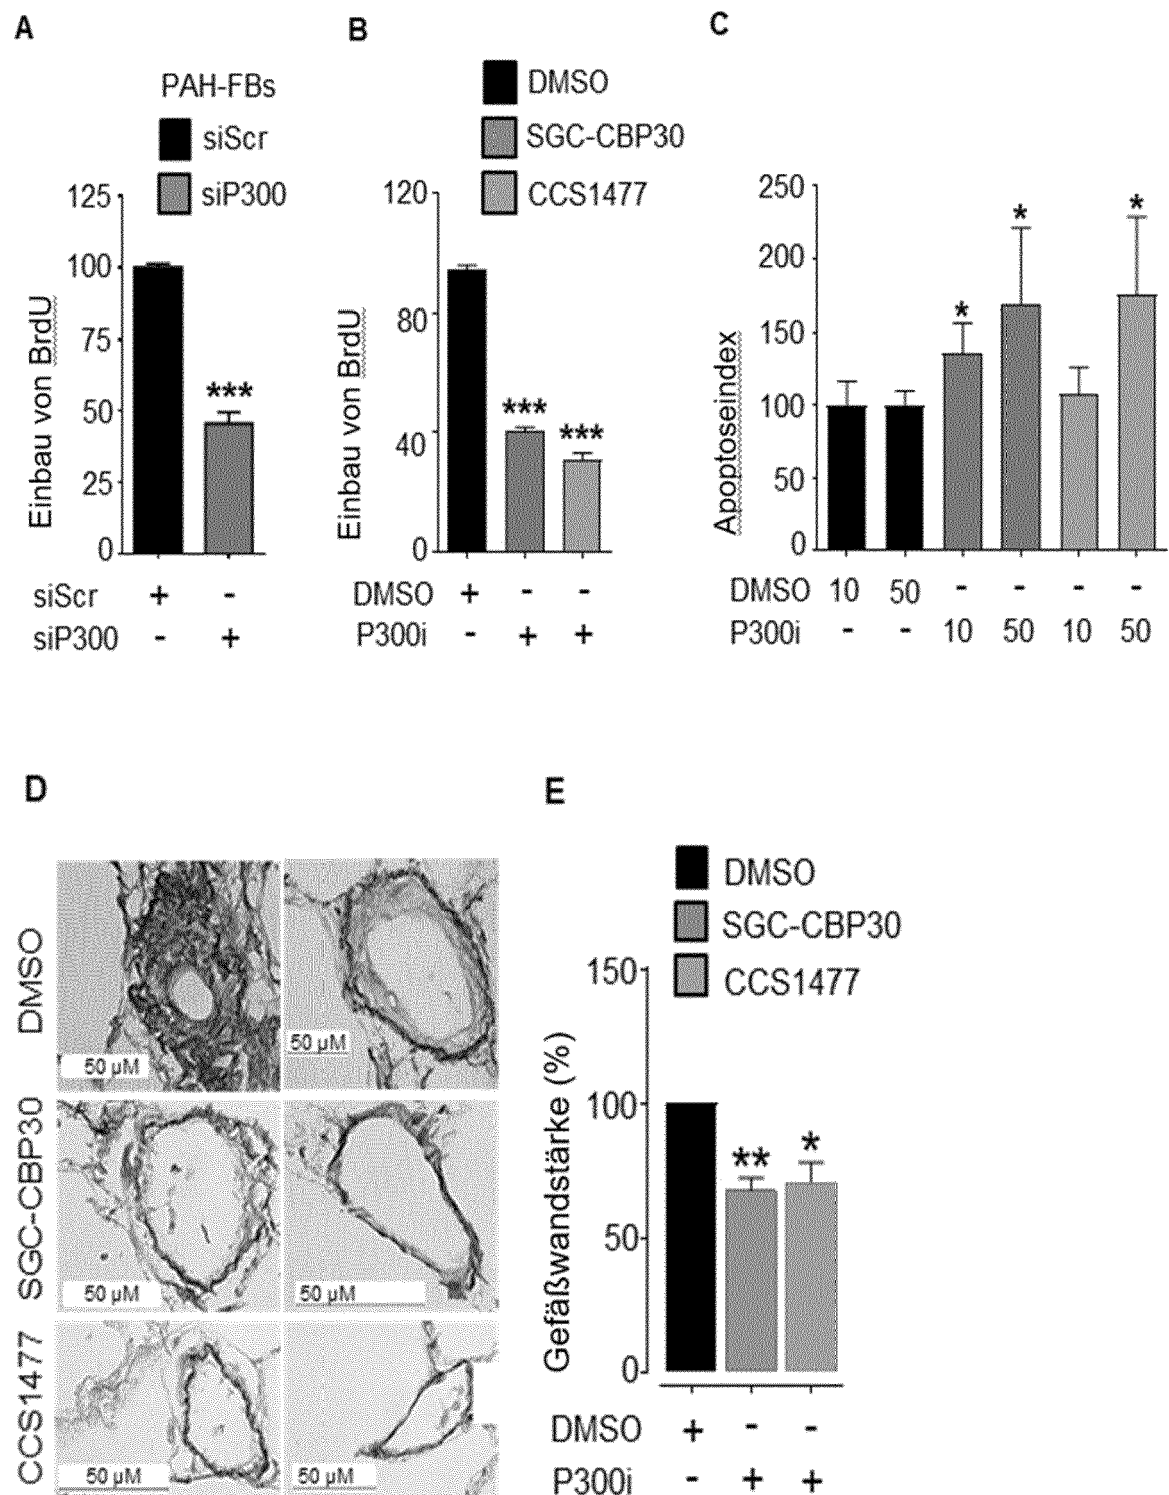 A
PAH-FBs
siScr
siP300
125
100
75
50
25
0
Einbau von BrdU
***
siScr + -
siP300 - +
B
DMSO
SGC-CBP30
CCS1477
120
80
40
0
Einbau von BrdU
***
***
DMSO + - -
P300i - + +
C
250
200
150
100
50
0
Apoptoseindex
*
*
*
DMSO 10 50 - - - -
P300i - - 10 50 10 50
D
DMSO
50 µM
50 µM
SGC-CBP30
50 µM
50 µM
CCS1477
50 µM
50 µM
E
DMSO
SGC-CBP30
CCS1477
150
100
50
0
Gefäßwandstärke (%)
**
*
DMSO + - -
P300i - + +